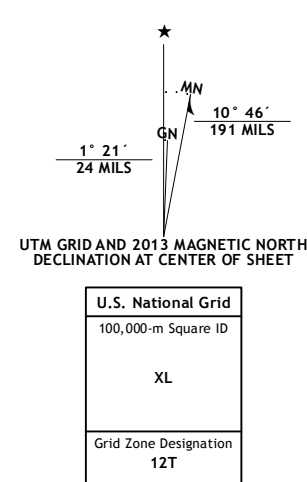 ★
MN
GN
10° 46´
191 MILS
1° 21´
24 MILS
UTM GRID AND 2013 MAGNETIC NORTH
DECLINATION AT CENTER OF SHEET
U.S. National Grid
100,000-m Square ID
XL
Grid Zone Designation
12T